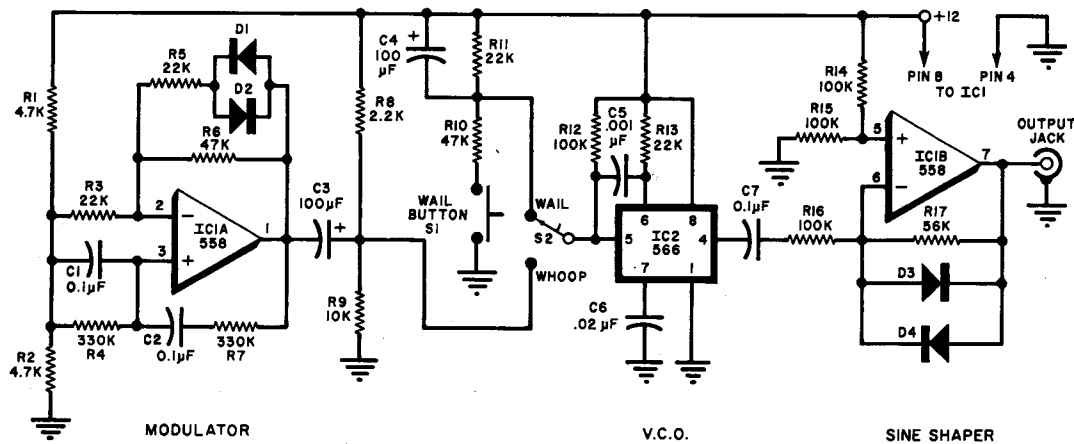 +12
PIN 8
PIN 4
TO IC1
D1
D2
R5
22K
R6
47K
R1
4.7K
R3
22K
2
3
1
IC1A
558
C1
0.1µF
330K
R4
C2
0.1µF
330K
R7
R2
4.7K
C3
100µF
R8
2.2K
R9
10K
C4
100
µF
+
R11
22K
R10
47K
WAIL
BUTTON
S1
WAIL
S2
WHOOP
R12
100K
C5
.001
µF
R13
22K
6
8
5
IC2
566
4
7
1
C6
.02µF
C7
0.1µF
R14
100K
R15
100K
R16
100K
5
6
7
IC1B
558
R17
56K
D3
D4
OUTPUT
JACK
MODULATOR
V.C.O.
SINE SHAPER